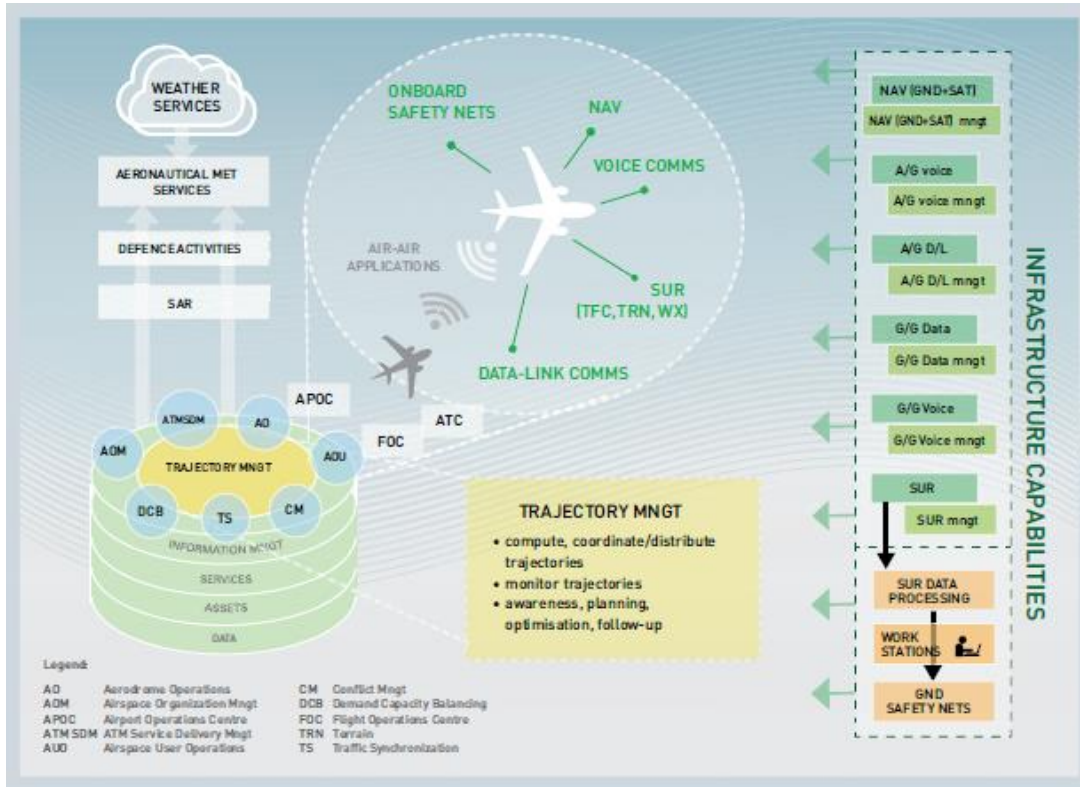 WEATHER
SERVICES
AERONAUTICAL MET
SERVICES
DEFENCE ACTIVITIES
SAR
ONBOARD
SAFETY NETS
NAV
VOICE COMMS
AIR-AIR
APPLICATIONS
SUR
(TFC,TRN, WX)
DATA-LINK COMMS
APOC
ATC
FOC
ATMSDM
AO
AOM
AOU
TRAJECTORY MNGT
DCB
TS
CM
INFORMATION MNGT
SERVICES
ASSETS
DATA
TRAJECTORY MNGT
• compute, coordinate/distribute
trajectories
• monitor trajectories
• awareness, planning,
optimisation, follow-up
NAV (GND+SAT)
NAV (GND+SAT) mngt
A/G voice
A/G voice mngt
A/G D/L
A/G D/L mngt
G/G Data
G/G Data mngt
G/G Voice
G/G Voice mngt
SUR
SUR mngt
SUR DATA
PROCESSING
WORK
STATIONS
GND
SAFETY NETS
INFRASTRUCTURE CAPABILITIES
Legend:
AO Aerodrome Operations
AOM Airspace Organization Mngt
APOC Airport Operations Centre
ATM SDM ATM Service Delivery Mngt
AUO Airspace User Operations
CM Conflict Mngt
DCB Demand Capacity Balancing
FOC Flight Operations Centre
TRN Terrain
TS Traffic Synchronization